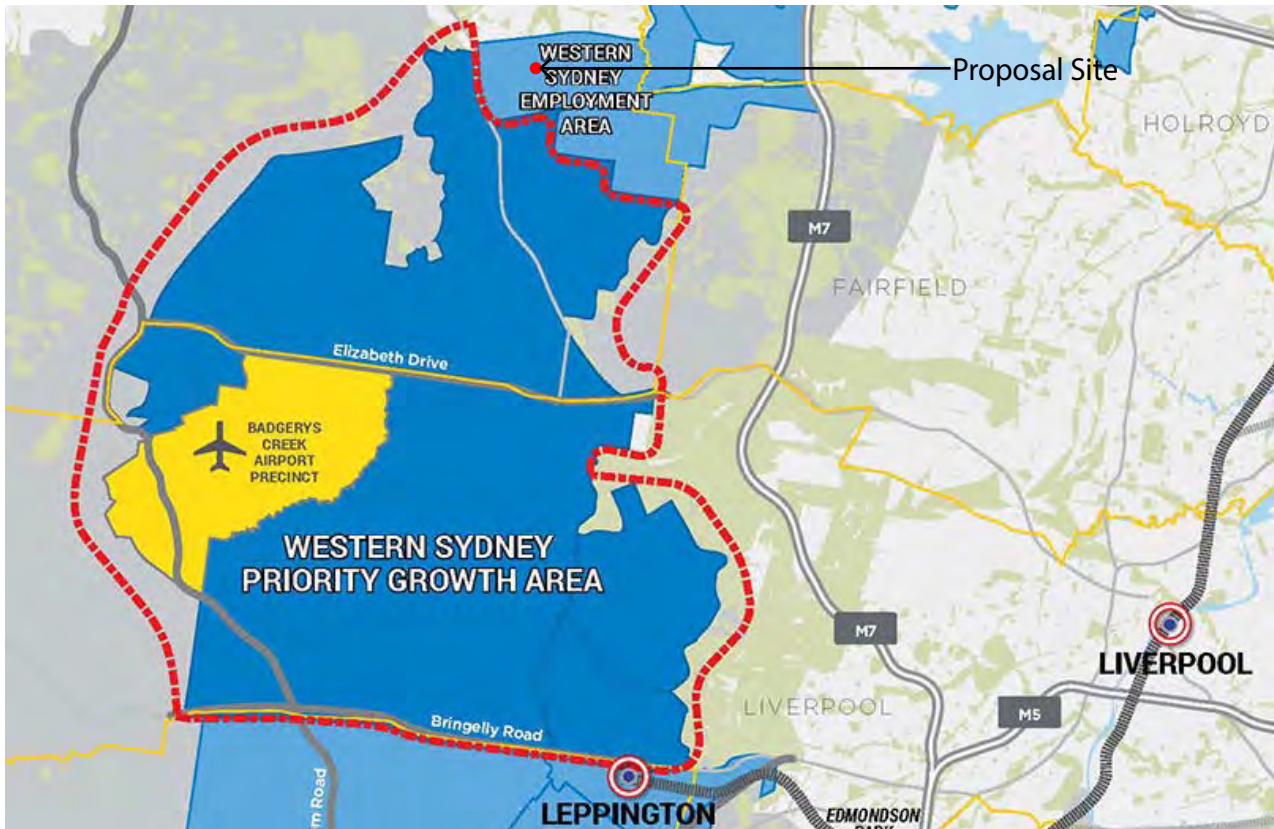 WESTERN
SYDNEY
EMPLOYMENT
AREA
Proposal Site
HOLROYD
M7
FAIRFIELD
Elizabeth Drive
BADGERYS
CREEK
AIRPORT
PRECINCT
WESTERN SYDNEY
PRIORITY GROWTH AREA
M7
LIVERPOOL
LIVERPOOL
M5
Bringelly Road
m Road
LEPPINGTON
EDMONDSON
PARK